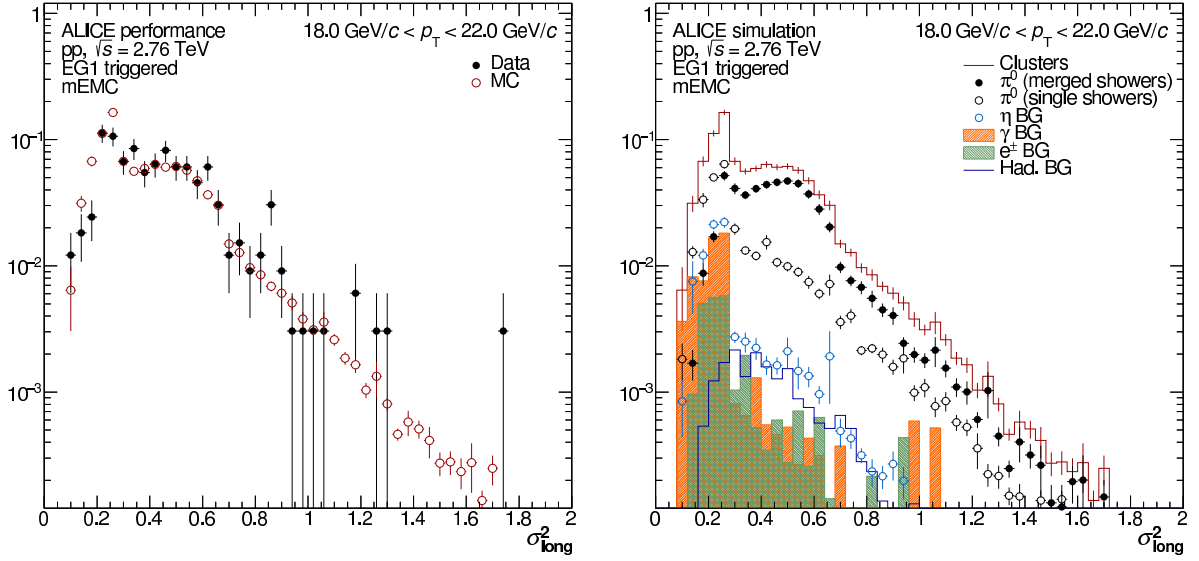 ALICE performance
pp, √s = 2.76 TeV
EG1 triggered
mEMC
18.0 GeV/c < p_T < 22.0 GeV/c
Data
MC
1
10^-1
10^-2
10^-3
0 0.2 0.4 0.6 0.8 1 1.2 1.4 1.6 1.8 2
σ²_long
ALICE simulation
pp, √s = 2.76 TeV
EG1 triggered
mEMC
18.0 GeV/c < p_T < 22.0 GeV/c
Clusters
π⁰ (merged showers)
π⁰ (single showers)
η BG
γ BG
e± BG
Had. BG
1
10^-1
10^-2
10^-3
0 0.2 0.4 0.6 0.8 1 1.2 1.4 1.6 1.8 2
σ²_long